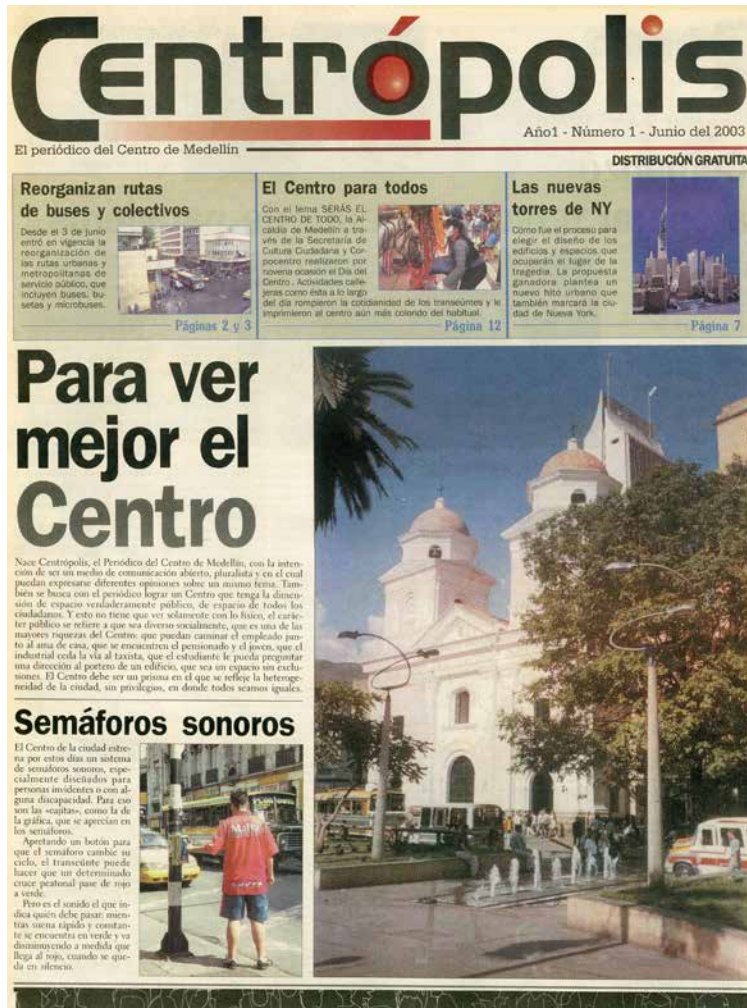 Centrópolis
Año1 - Número 1 - Junio del 2003
El periódico del Centro de Medellín
DISTRIBUCIÓN GRATUITA
Reorganizan rutas
de buses y colectivos
Desde el 3 de junio
entró en vigencia la
reorganización de
las rutas urbanas y
metropolitanas de
servicio público, que
incluyen buses, bu-
setas y microbuses.
Páginas 2 y 3
El Centro para todos
Con el lema SERÁS EL
CENTRO DE TODO, la Al-
caldía de Medellín a tra-
vés de la Secretaría de
Cultura Ciudadana y Cor-
pocentro realizaron por
novena ocasión el Día del
Centro. Actividades calle-
jeras como ésta a lo largo
del día rompieron la cotidianidad de los transeúntes y le
imprimieron al centro aún más colorido del habitual.
Página 12
Las nuevas
torres de NY
Cómo fue el proceso para
elegir el diseño de los
edificios y espacios que
ocuparán el lugar de la
tragedia. La propuesta
ganadora plantea un
nuevo hito urbano que
también marcará la ciu-
dad de Nueva York.
Página 7
Para ver
mejor el
Centro
Nace Centrópolis, el Periódico del Centro de Medellín, con la inten-
ción de ser un medio de comunicación abierto, pluralista y en el cual
puedan expresarse diferentes opiniones sobre un mismo tema. Tam-
bién se busca con el periódico lograr un Centro que tenga la dimen-
sión de espacio verdaderamente público, de espacio de todos los
ciudadanos. Y esto no tiene que ver solamente con lo físico, el carác-
ter público se refiere a que sea diverso socialmente, que es una de las
mayores riquezas del Centro: que puedan caminar el empleado jun-
to al ama de casa, que se encuentren el pensionado y el joven, que el
industrial ceda la vía al taxista, que el estudiante le pueda preguntar
una dirección al portero de un edificio, que sea un espacio sin exclu-
siones. El Centro debe ser un prisma en el que se refleje la heteroge-
neidad de la ciudad, sin privilegios, en donde todos seamos iguales.
Semáforos sonoros
El Centro de la ciudad estre-
na por estos días un sistema
de semáforos sonoros, espe-
cialmente diseñados para
personas invidentes o con al-
guna discapacidad. Para eso
son las «cajitas», como la de
la gráfica, que se aprecian en
los semáforos.
Apretando un botón para
que el semáforo cambie su
ciclo, el transeúnte puede
hacer que un determinado
cruce peatonal pase de rojo
a verde.
Pero es el sonido el que in-
dica quién debe pasar: mien-
tras suena rápido y constan-
te se encuentra en verde y va
disminuyendo a medida que
llega al rojo, cuando se que-
da en silencio.